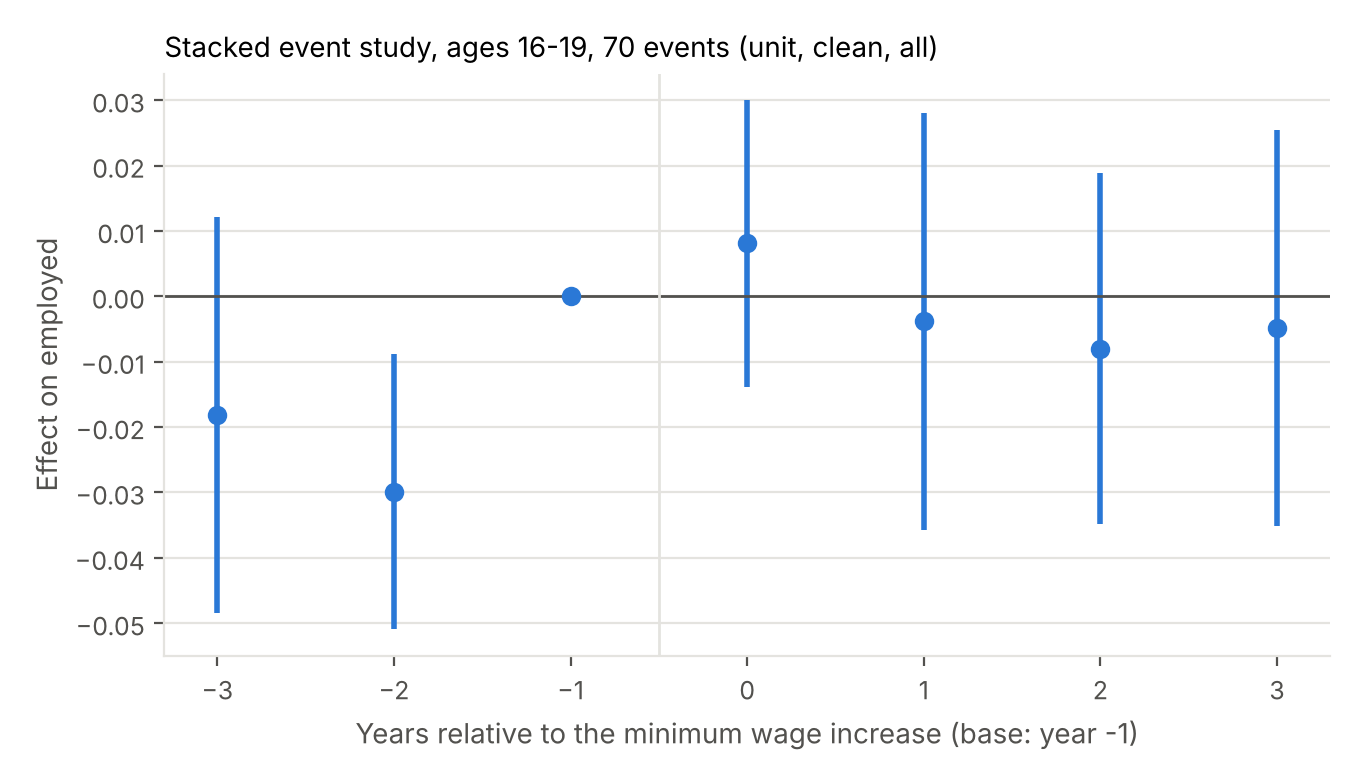 Stacked event study, ages 16-19, 70 events (unit, clean, all)
Effect on employed
0.03
0.02
0.01
0.00
−0.01
−0.02
−0.03
−0.04
−0.05
−3 −2 −1 0 1 2 3
Years relative to the minimum wage increase (base: year -1)